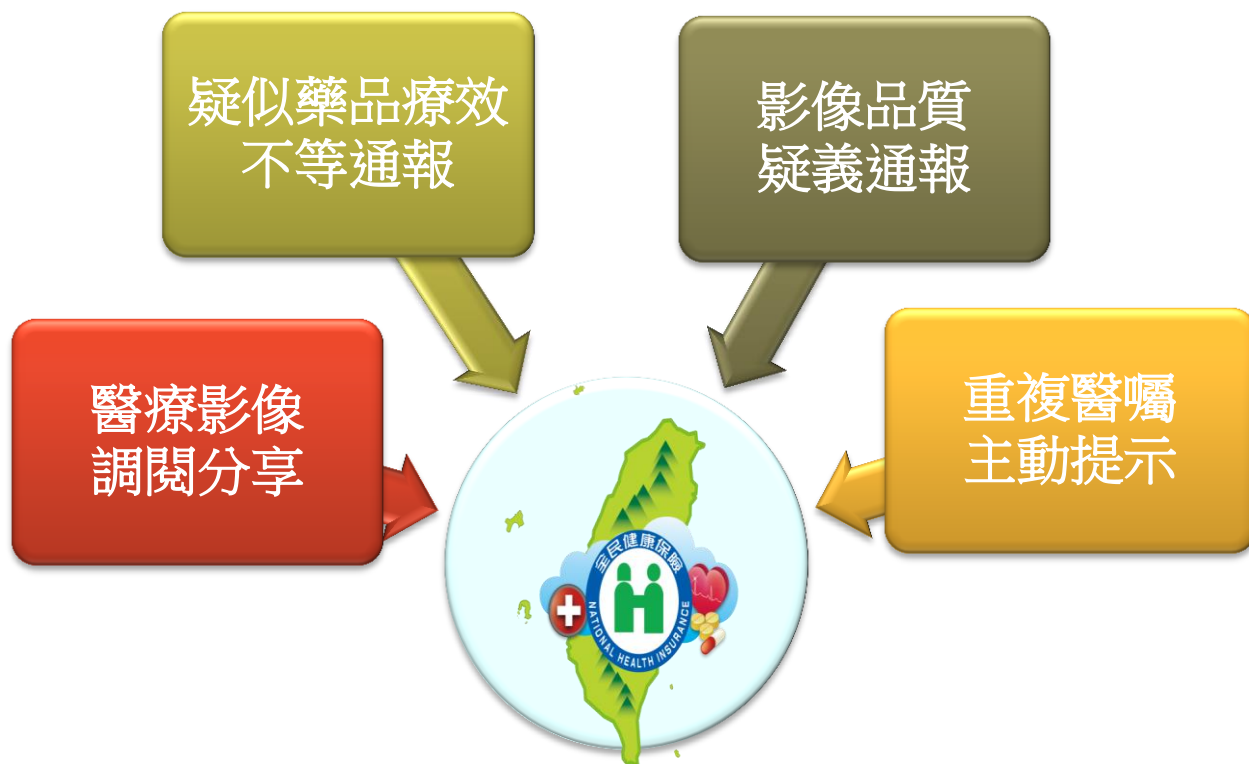 疑似藥品療效
不等通報
影像品質
疑義通報
醫療影像
調閱分享
重複醫囑
主動提示
全民健康保險
NATIONAL HEALTH INSURANCE